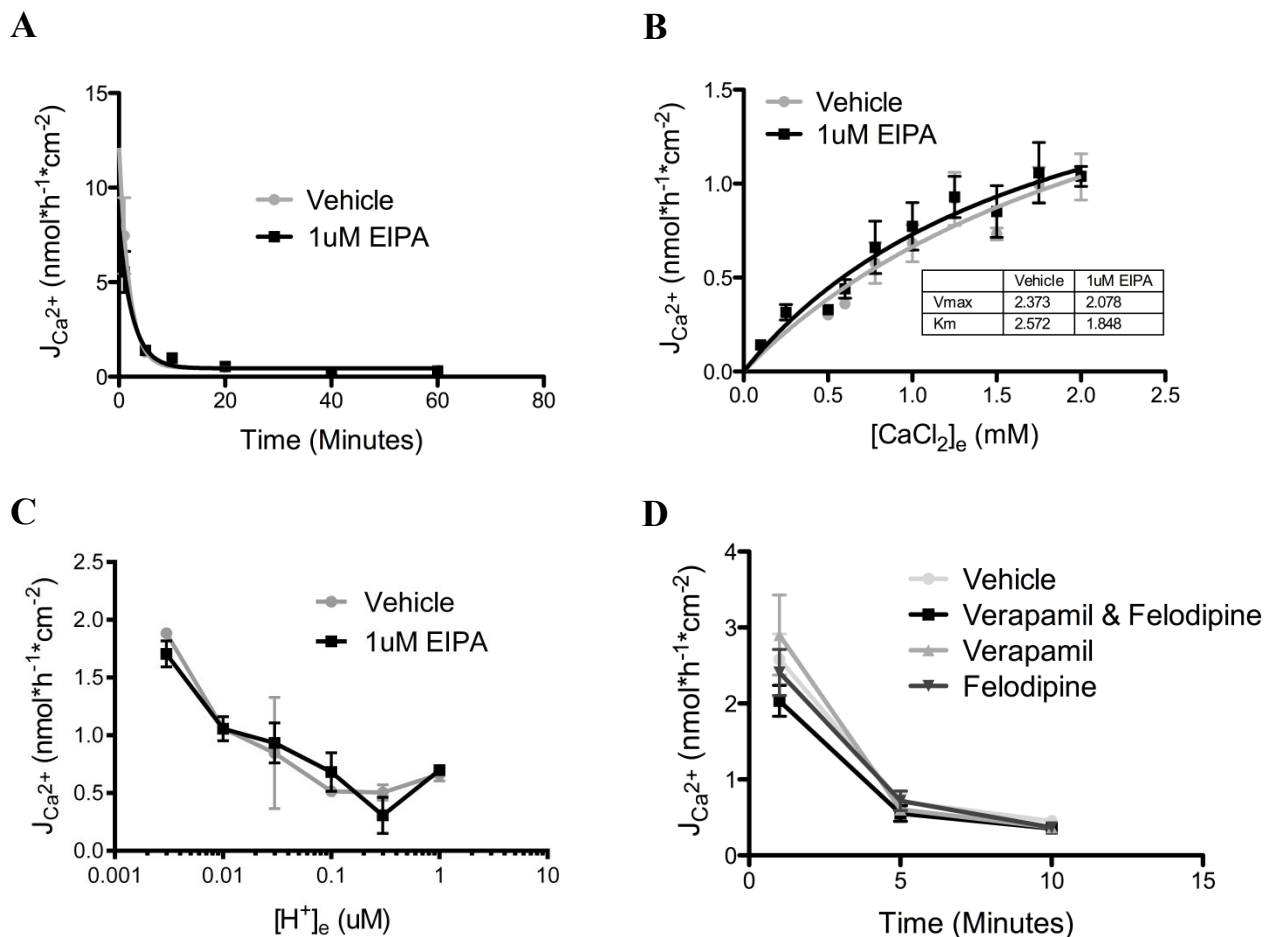 A
J_Ca²⁺ (nmol*h⁻¹*cm⁻²)
15
10
5
0
0 20 40 60 80
Time (Minutes)
Vehicle
1uM EIPA
B
J_Ca²⁺ (nmol*h⁻¹*cm⁻²)
1.5
1.0
0.5
0.0
0.0 0.5 1.0 1.5 2.0 2.5
[CaCl₂]ₑ (mM)
Vehicle
1uM EIPA
Vehicle 1uM EIPA
Vmax 2.373 2.078
Km 2.572 1.848
C
J_Ca²⁺ (nmol*h⁻¹*cm⁻²)
2.5
2.0
1.5
1.0
0.5
0.0
0.001 0.01 0.1 1 10
[H⁺]ₑ (uM)
Vehicle
1uM EIPA
D
J_Ca²⁺ (nmol*h⁻¹*cm⁻²)
4
3
2
1
0
0 5 10 15
Time (Minutes)
Vehicle
Verapamil & Felodipine
Verapamil
Felodipine